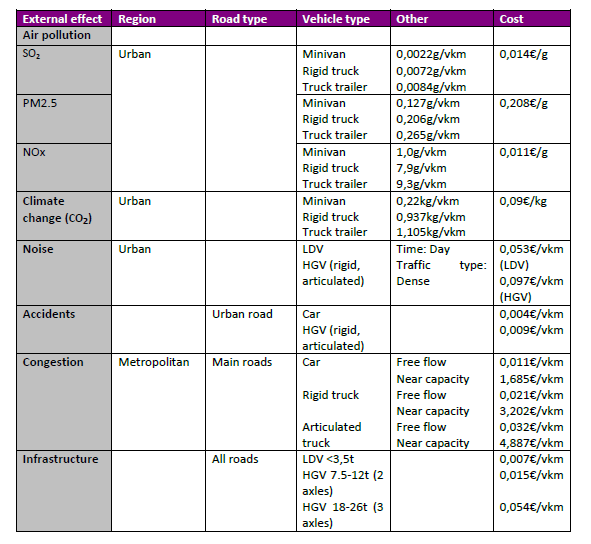 External effect Region Road type Vehicle type Other Cost
Air pollution
SO₂ Urban Minivan 0,0022g/vkm 0,014€/g
Rigid truck 0,0072g/vkm
Truck trailer 0,0084g/vkm
PM2.5 Minivan 0,127g/vkm 0,208€/g
Rigid truck 0,206g/vkm
Truck trailer 0,265g/vkm
NOx Minivan 1,0g/vkm 0,011€/g
Rigid truck 7,9g/vkm
Truck trailer 9,3g/vkm
Climate Urban Minivan 0,22kg/vkm 0,09€/kg
change (CO₂) Rigid truck 0,937kg/vkm
Truck trailer 1,105kg/vkm
Noise Urban LDV Time: Day 0,053€/vkm
HGV (rigid, Traffic type: (LDV)
articulated) Dense 0,097€/vkm
(HGV)
Accidents Urban road Car 0,004€/vkm
HGV (rigid, 0,009€/vkm
articulated)
Congestion Metropolitan Main roads Car Free flow 0,011€/vkm
Near capacity 1,685€/vkm
Rigid truck Free flow 0,021€/vkm
Near capacity 3,202€/vkm
Articulated Free flow 0,032€/vkm
truck Near capacity 4,887€/vkm
Infrastructure All roads LDV <3,5t 0,007€/vkm
HGV 7.5-12t (2 0,015€/vkm
axles)
HGV 18-26t (3 0,054€/vkm
axles)